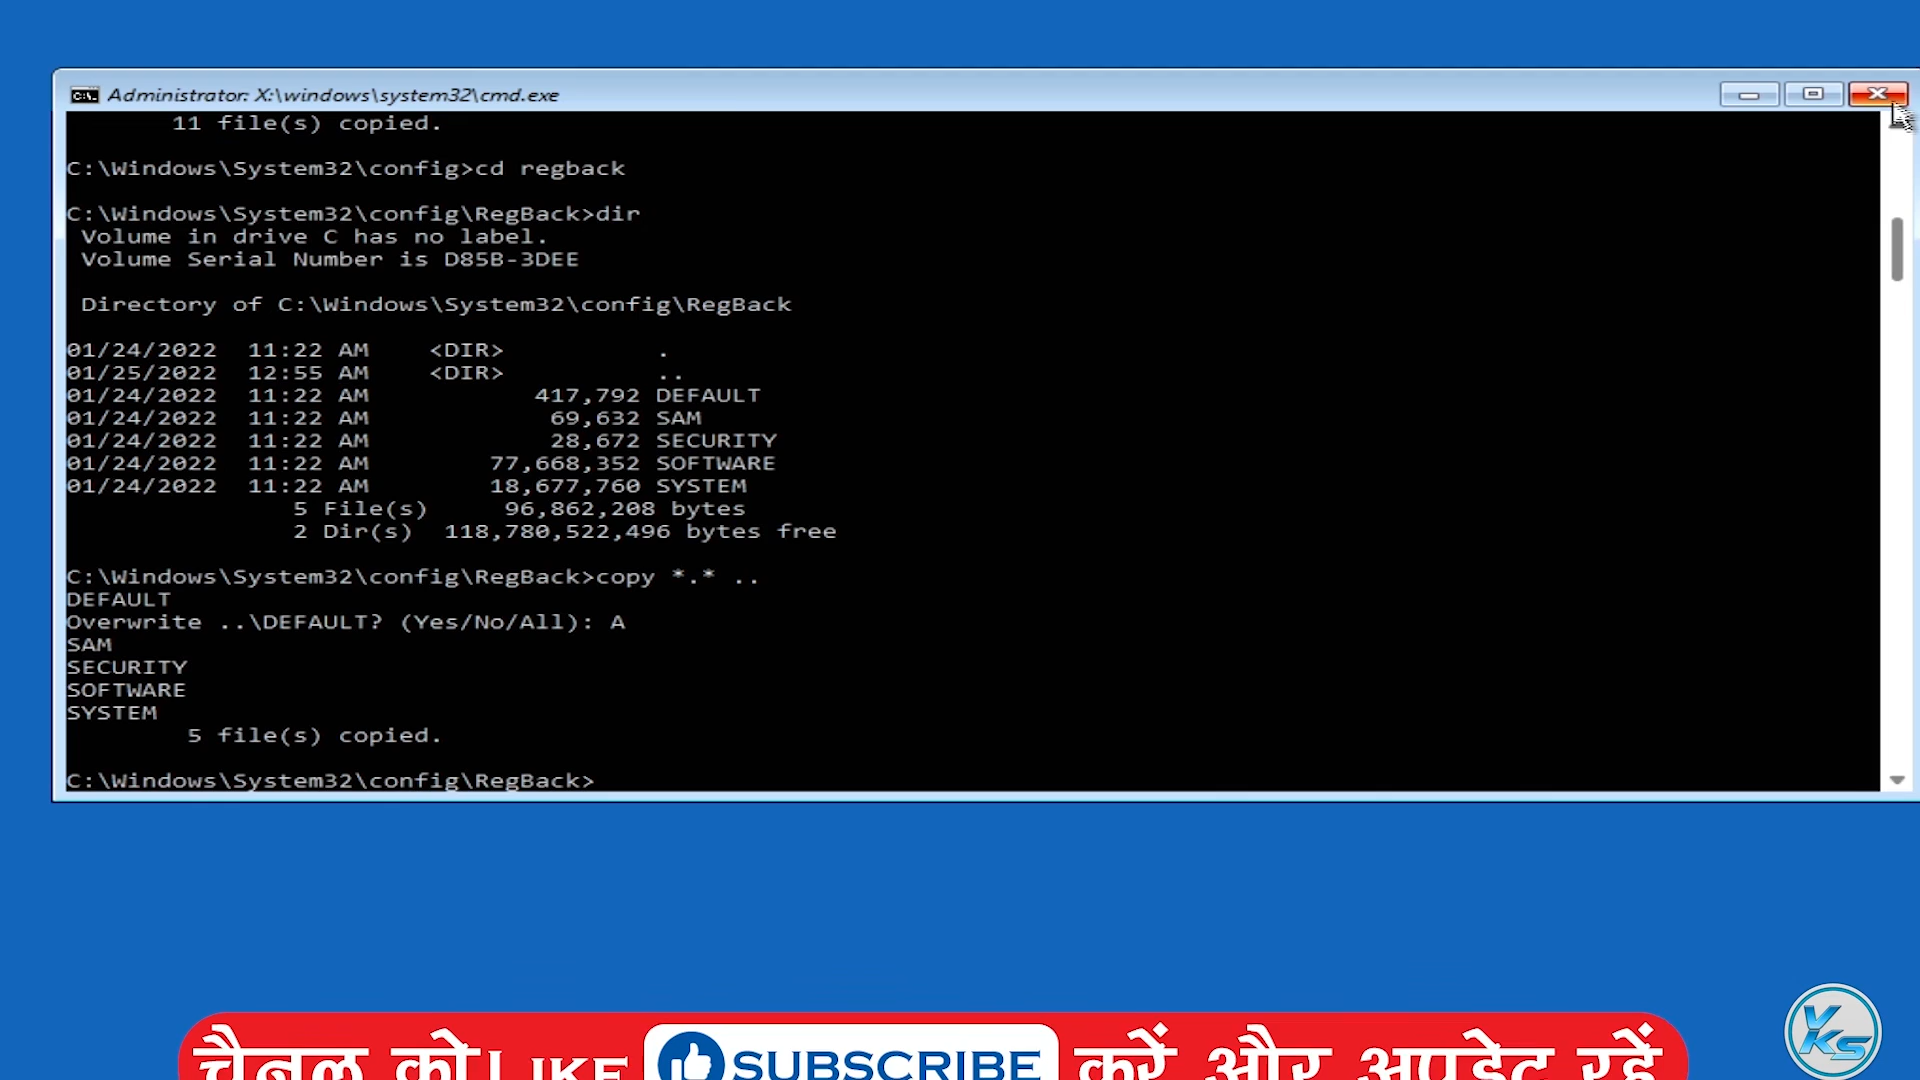 Administrator: X:\windows\system32\cmd.exe
11 file(s) copied.
C:\Windows\System32\config>cd regback
C:\Windows\System32\config\RegBack>dir
Volume in drive C has no label.
Volume Serial Number is D85B-3DEE
Directory of C:\Windows\System32\config\RegBack
01/24/2022  11:22 AM    <DIR>          .
01/25/2022  12:55 AM    <DIR>          ..
01/24/2022  11:22 AM           417,792 DEFAULT
01/24/2022  11:22 AM            69,632 SAM
01/24/2022  11:22 AM            28,672 SECURITY
01/24/2022  11:22 AM        77,668,352 SOFTWARE
01/24/2022  11:22 AM        18,677,760 SYSTEM
5 File(s)     96,862,208 bytes
2 Dir(s)  118,780,522,496 bytes free
C:\Windows\System32\config\RegBack>copy *.* ..
DEFAULT
Overwrite ..\DEFAULT? (Yes/No/All): A
SAM
SECURITY
SOFTWARE
SYSTEM
5 file(s) copied.
C:\Windows\System32\config\RegBack>
चैनल को LIKE SUBSCRIBE करें और अपडेट रहें
VKS